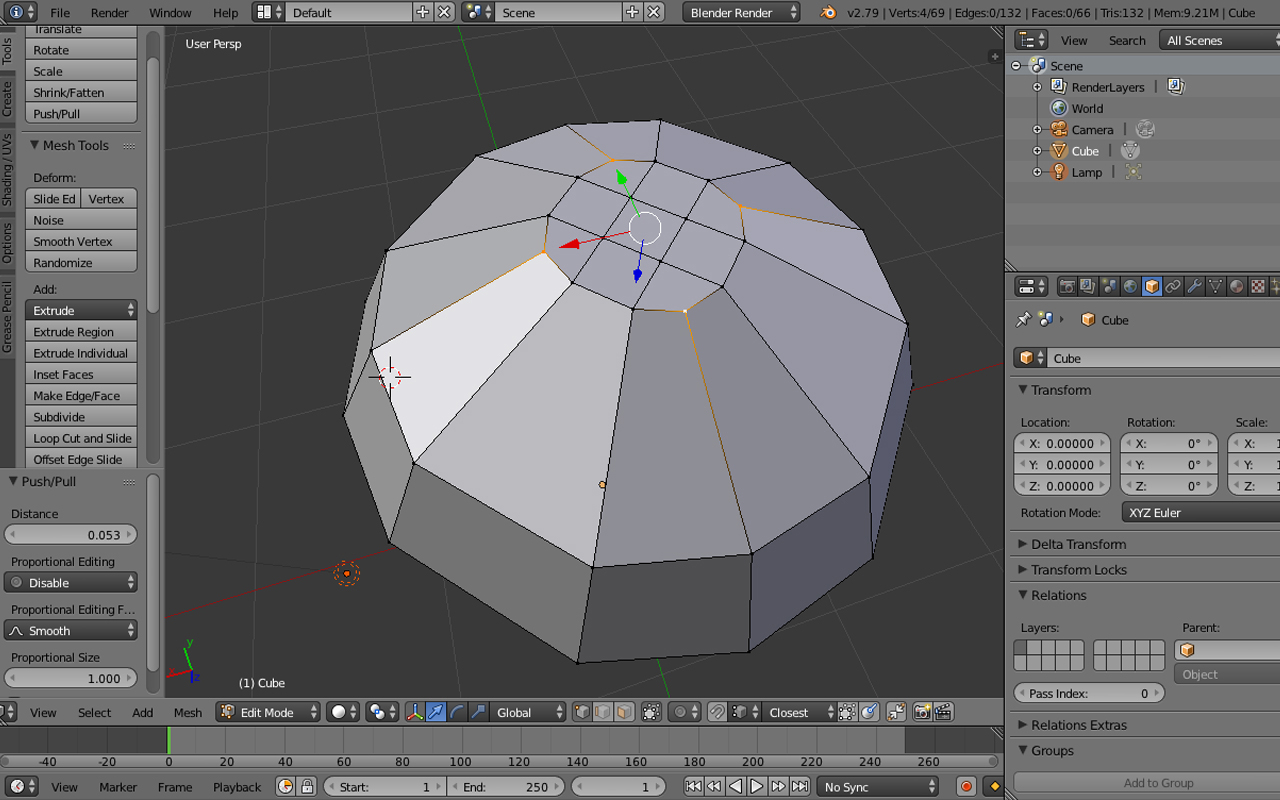 File Render Window Help Default Scene Blender Render v2.79 | Verts:4/69 | Edges:0/132 | Faces:0/66 | Tris:132 | Mem:9.21M | Cube
Tools
Create
Shading / UVs
Options
Grease Pencil
Translate
Rotate
Scale
Shrink/Fatten
Push/Pull
Mesh Tools
Deform:
Slide Ed Vertex
Noise
Smooth Vertex
Randomize
Add:
Extrude
Extrude Region
Extrude Individual
Inset Faces
Make Edge/Face
Subdivide
Loop Cut and Slide
Offset Edge Slide
Push/Pull
Distance
0.053
Proportional Editing
Disable
Proportional Editing F...
Smooth
Proportional Size
1.000
User Persp
y
z
(1) Cube
View Search All Scenes
Scene
RenderLayers
World
Camera
Cube
Lamp
Cube
Cube
Transform
Location: Rotation: Scale:
X: 0.00000 X: 0° X: 1
Y: 0.00000 Y: 0° Y: 1
Z: 0.00000 Z: 0° Z: 1
Rotation Mode: XYZ Euler
Delta Transform
Transform Locks
Relations
Layers: Parent:
Object
Pass Index: 0
Relations Extras
Groups
Add to Group
View Select Add Mesh Edit Mode Global Closest
-40 -20 0 20 40 60 80 100 120 140 160 180 200 220 240 260
View Marker Frame Playback Start: 1 End: 250 1 No Sync